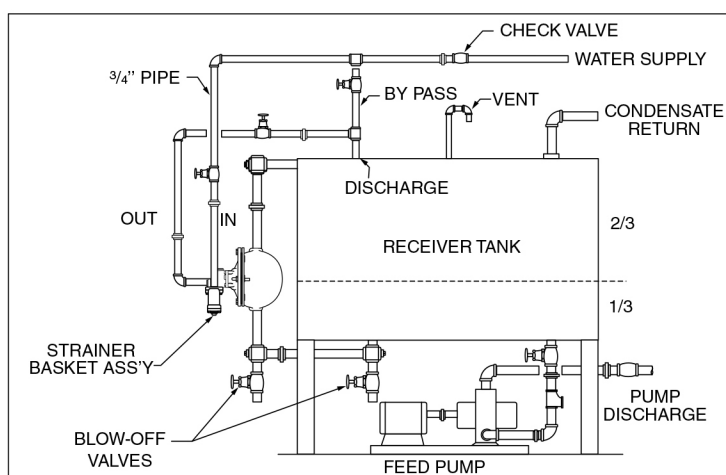 CHECK VALVE
WATER SUPPLY
3/4" PIPE
BY PASS
VENT
CONDENSATE
RETURN
DISCHARGE
OUT
IN
2/3
RECEIVER TANK
1/3
STRAINER
BASKET ASS'Y
PUMP
DISCHARGE
BLOW-OFF
VALVES
FEED PUMP